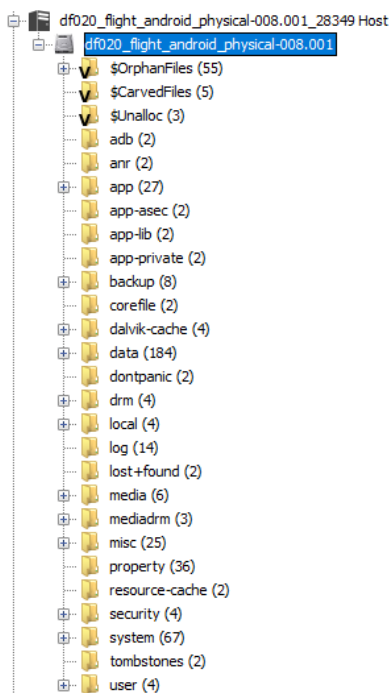 df020_flight_android_physical-008.001_28349 Host
df020_flight_android_physical-008.001
$OrphanFiles (55)
$CarvedFiles (5)
$Unalloc (3)
adb (2)
anr (2)
app (27)
app-asec (2)
app-lib (2)
app-private (2)
backup (8)
corefile (2)
dalvik-cache (4)
data (184)
dontpanic (2)
drm (4)
local (4)
log (14)
lost+found (2)
media (6)
mediadrm (3)
misc (25)
property (36)
resource-cache (2)
security (4)
system (67)
tombstones (2)
user (4)